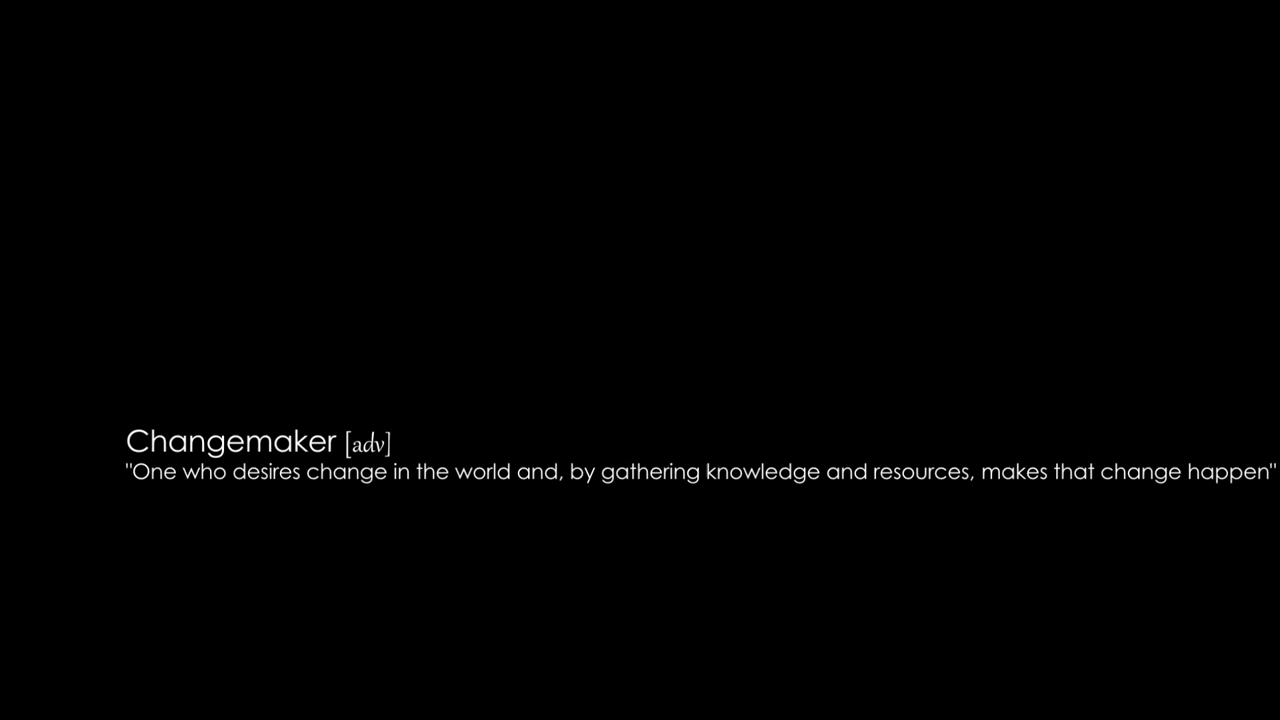 Changemaker [adv]
"One who desires change in the world and, by gathering knowledge and resources, makes that change happen"